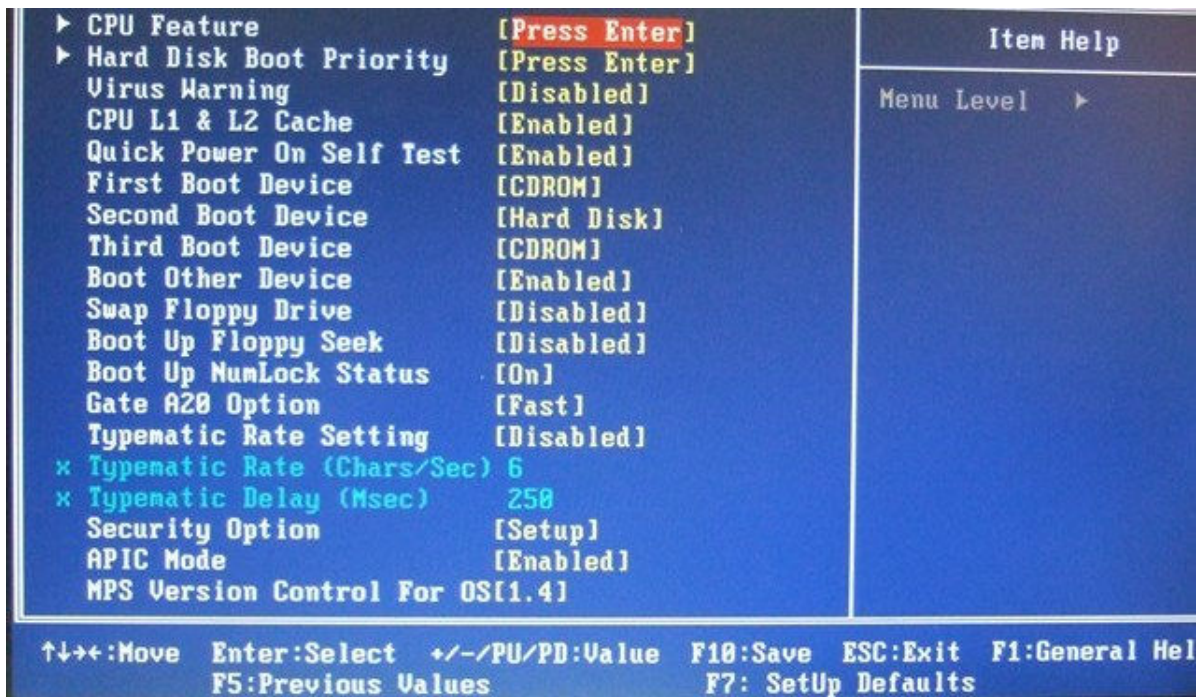 ▶ CPU Feature [Press Enter]
▶ Hard Disk Boot Priority [Press Enter]
Virus Warning [Disabled]
CPU L1 & L2 Cache [Enabled]
Quick Power On Self Test [Enabled]
First Boot Device [CDROM]
Second Boot Device [Hard Disk]
Third Boot Device [CDROM]
Boot Other Device [Enabled]
Swap Floppy Drive [Disabled]
Boot Up Floppy Seek [Disabled]
Boot Up NumLock Status [On]
Gate A20 Option [Fast]
Typematic Rate Setting [Disabled]
x Typematic Rate (Chars/Sec) 6
x Typematic Delay (Msec) 250
Security Option [Setup]
APIC Mode [Enabled]
MPS Version Control For OS[1.4]
Item Help
Menu Level ▶
↑↓→←:Move Enter:Select +/-/PU/PD:Value F10:Save ESC:Exit F1:General Hel
F5:Previous Values F7: SetUp Defaults